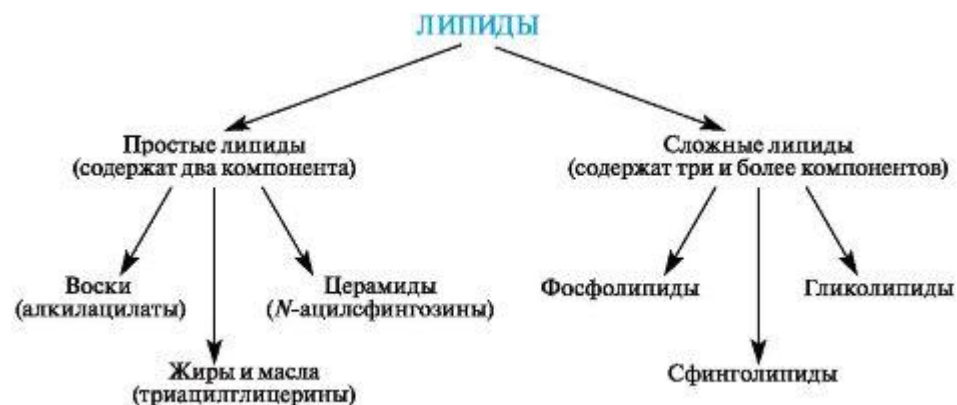 ЛИПИДЫ
Простые липиды
(содержат два компонента)
Сложные липиды
(содержат три и более компонентов)
Воски
(алкилацилаты)
Церамиды
(N-ацилсфингозины)
Фосфолипиды
Гликолипиды
Жиры и масла
(триацилглицерины)
Сфинголипиды